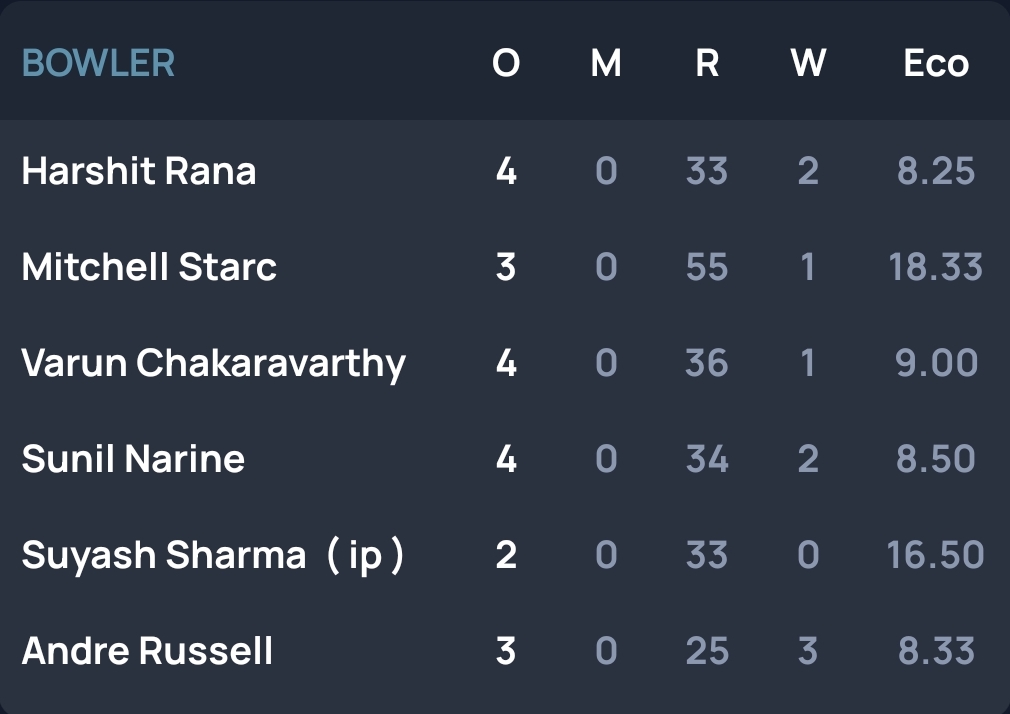 BOWLER O M R W Eco
Harshit Rana 4 0 33 2 8.25
Mitchell Starc 3 0 55 1 18.33
Varun Chakaravarthy 4 0 36 1 9.00
Sunil Narine 4 0 34 2 8.50
Suyash Sharma ( ip ) 2 0 33 0 16.50
Andre Russell 3 0 25 3 8.33